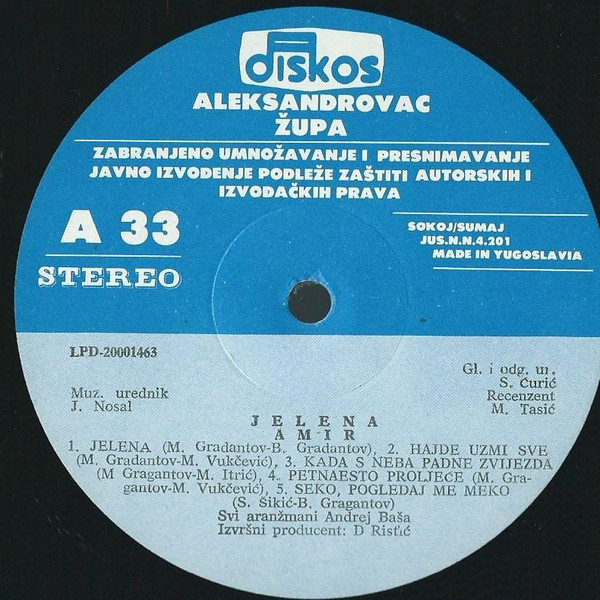 diskos
ALEKSANDROVAC
ŽUPA
ZABRANJENO UMNOŽAVANJE I PRESNIMAVANJE
JAVNO IZVOĐENJE PODLEŽE ZAŠTITI AUTORSKIH I
IZVOĐAČKIH PRAVA
A 33
STEREO
SOKOJ/SUMAJ
JUS.N.N.4.201
MADE IN YUGOSLAVIA
LPD-20001463
Muz. urednik
J. Nosal
Gl. i odg. ur.
S. Ćurić
Recenzent
M. Tasić
JELENA
AMIR
1. JELENA (M. Gradantov-B. Gradantov), 2. HAJDE UZMI SVE
(M. Gradantov-M. Vukčević), 3. KADA S NEBA PADNE ZVIJEZDA
(M Gragantov-M. Itrić), 4. PETNAESTO PROLJEĆE (M. Gra-
gantov-M. Vukčević), 5. SEKO, POGLEDAJ ME MEKO
(S. Šikić-B. Gragantov)
Svi aranžmani Andrej Baša
Izvršni producent: D Ristić